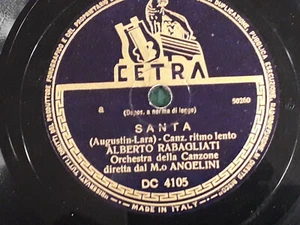 CETRA
(Depos. a norma di legge)
a
50260
SANTA
(Augustin-Lara) - Canz. ritmo lento
ALBERTO RABAGLIATI
Orchestra della Canzone
diretta dal M.o ANGELINI
DC 4105
MADE IN ITALY